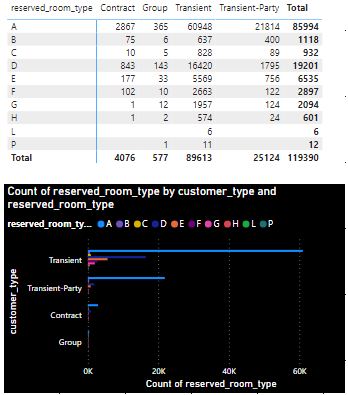 reserved_room_type Contract Group Transient Transient-Party Total
A 2867 365 60948 21814 85994
B 75 6 637 400 1118
C 10 5 828 89 932
D 843 143 16420 1795 19201
E 177 33 5569 756 6535
F 102 10 2663 122 2897
G 1 12 1957 124 2094
H 1 2 574 24 601
L 6 6
P 1 11 12
Total 4076 577 89613 25124 119390
Count of reserved_room_type by customer_type and
reserved_room_type
reserved_room_ty... A B C D E F G H L P
customer_type
Transient
Transient-Party
Contract
Group
0K 20K 40K 60K
Count of reserved_room_type